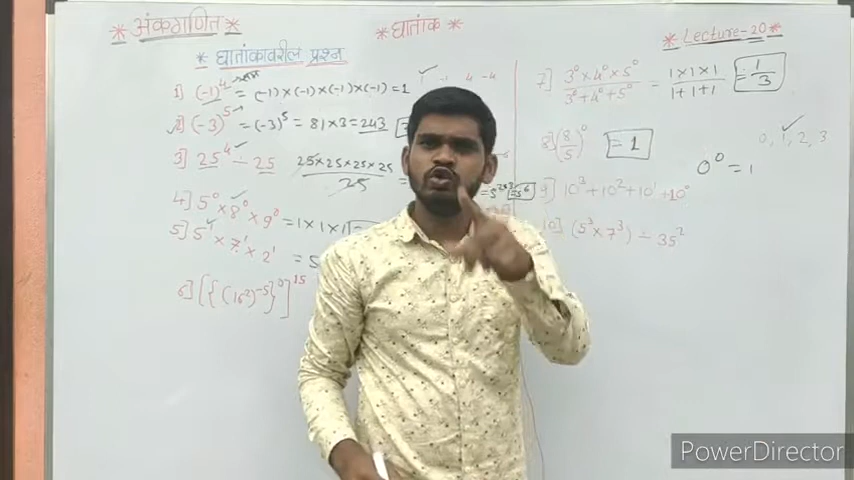 * अंकगणित *
* घातांक *
* Lecture-20 *
* घातांकावरील प्रश्न
1] (-1)⁴ = (-1)×(-1)×(-1)×(-1) = 1
2] (-3)⁵ = (-3)⁵ = 81×3 = 243
3] 25⁴ ÷ 25 25×25×25×25 / 25
= 5⁶
4] 5⁰×8⁰×9⁰ = 1×1×1
5] 5¹×7¹×2¹ =
6] [{(16²)⁻⁵}⁰]¹⁵
7] 3⁰×4⁰×5⁰ / 3⁰+4⁰+5⁰ = 1×1×1 / 1+1+1 = 1/3
8] (8/5)⁰ = 1
0, 1, 2, 3
0⁰ = 1
9] 10³+10²+10¹+10⁰
10] (5³×7³) ÷ 35²
PowerDirector